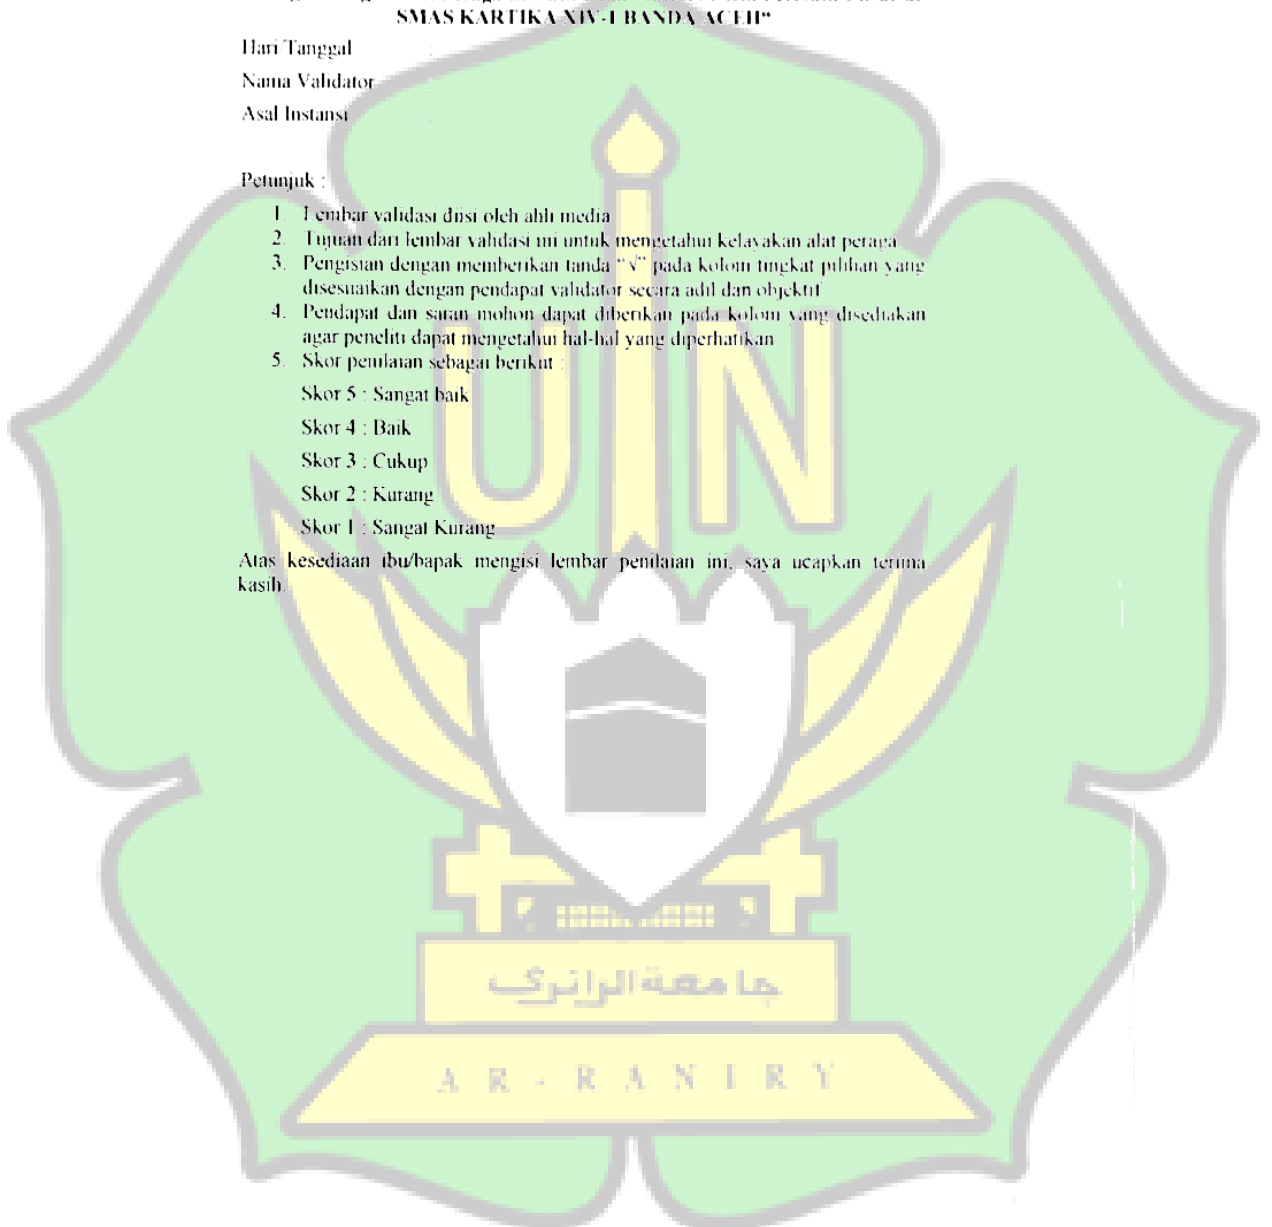 SMAS KARTIKA XIV-I BANDA ACEH“
Hari Tanggal :
Nama Validator :
Asal Instansi :
Petunjuk :
1. Lembar validasi diisi oleh ahli media
2. Tujuan dari lembar validasi ini untuk mengetahui kelayakan alat peraga
3. Pengisian dengan memberikan tanda “√” pada kolom tingkat pilihan yang
disesuaikan dengan pendapat validator secara adil dan objektif
4. Pendapat dan saran mohon dapat diberikan pada kolom yang disediakan
agar peneliti dapat mengetahui hal-hal yang diperhatikan
5. Skor penilaian sebagai berikut :
Skor 5 : Sangat baik
Skor 4 : Baik
Skor 3 : Cukup
Skor 2 : Kurang
Skor 1 : Sangat Kurang
Atas kesediaan ibu/bapak mengisi lembar penilaian ini, saya ucapkan terima
kasih.
UIN
جامعة الرانري
AR-RANIRY